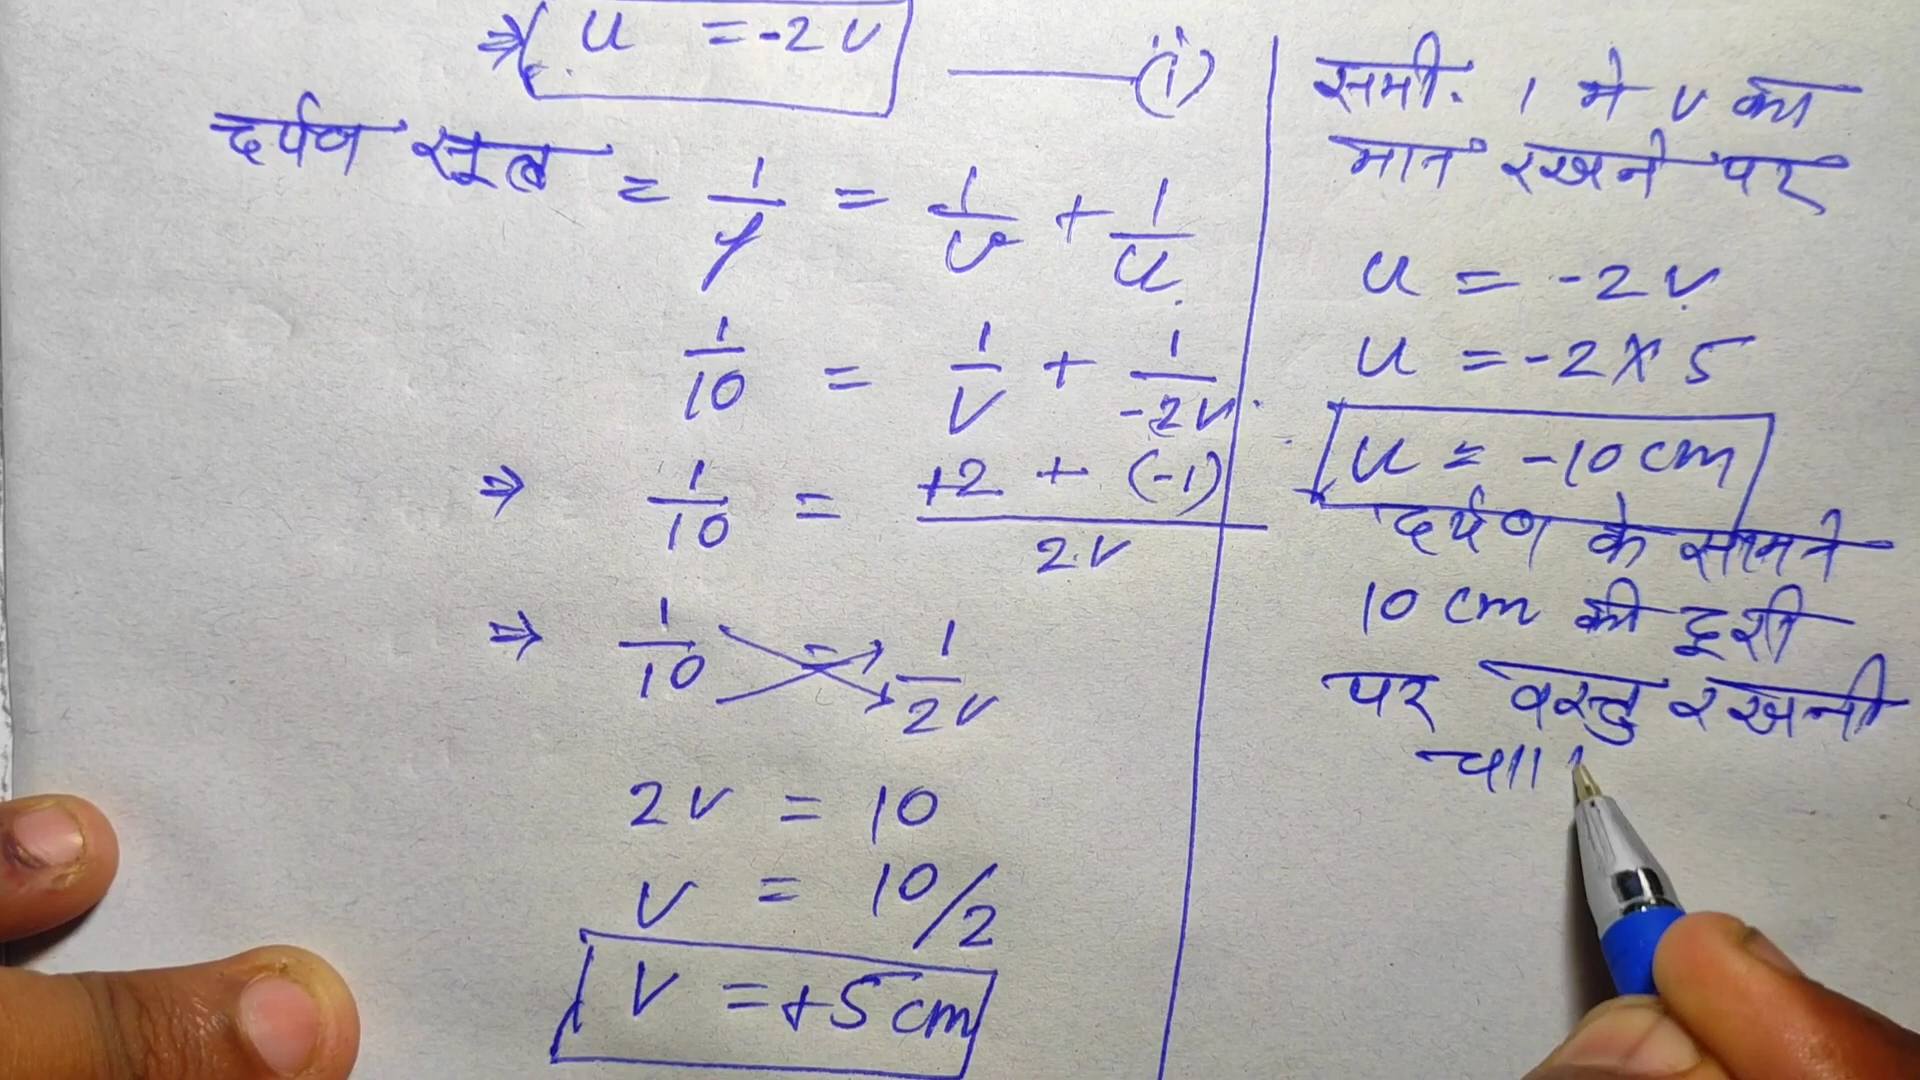 ⇒ u = -2v —— (i)
दर्पण सूत्र = 1/f = 1/v + 1/u
1/10 = 1/v + 1/-2v
⇒ 1/10 = +2 + (-1)/2v
⇒ 1/10 = 1/2v
2v = 10
v = 10/2
v = +5 cm
समी. 1 मे v का
मान रखने पर
u = -2v
u = -2 × 5
u = -10 cm
दर्पण के सामने
10 cm की दूरी
पर वस्तु रखनी